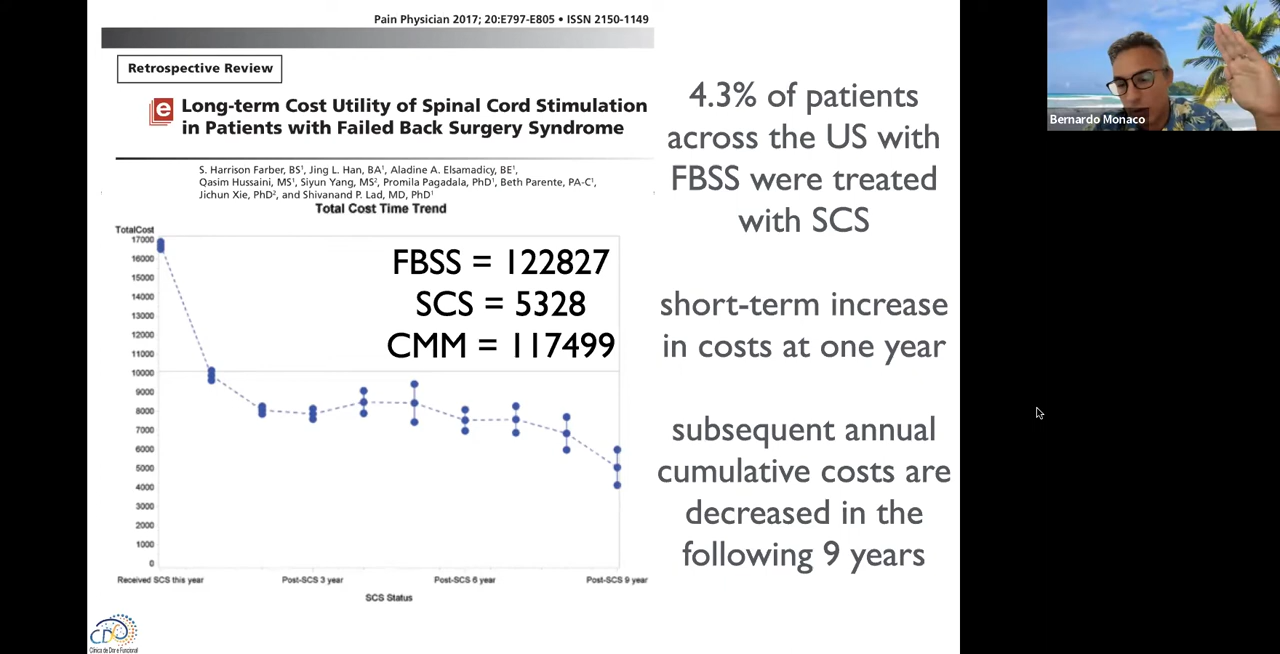 Pain Physician 2017; 20:E797-E805 • ISSN 2150-1149
Retrospective Review
e
Long-term Cost Utility of Spinal Cord Stimulation
in Patients with Failed Back Surgery Syndrome
S. Harrison Farber, BS¹, Jing L. Han, BA¹, Aladine A. Elsamadicy, BE¹,
Qasim Hussaini, MS¹, Siyun Yang, MS², Promila Pagadala, PhD¹, Beth Parente, PA-C¹,
Jichun Xie, PhD², and Shivanand P. Lad, MD, PhD¹
Total Cost Time Trend
TotalCost
17000
16000
15000
14000
13000
12000
11000
10000
9000
8000
7000
6000
5000
4000
3000
2000
1000
0
FBSS = 122827
SCS = 5328
CMM = 117499
Received SCS this year
Post-SCS 3 year
Post-SCS 6 year
Post-SCS 9 year
SCS Status
4.3% of patients
across the US with
FBSS were treated
with SCS
short-term increase
in costs at one year
subsequent annual
cumulative costs are
decreased in the
following 9 years
Bernardo Monaco
Clínica de Dor e Funcional